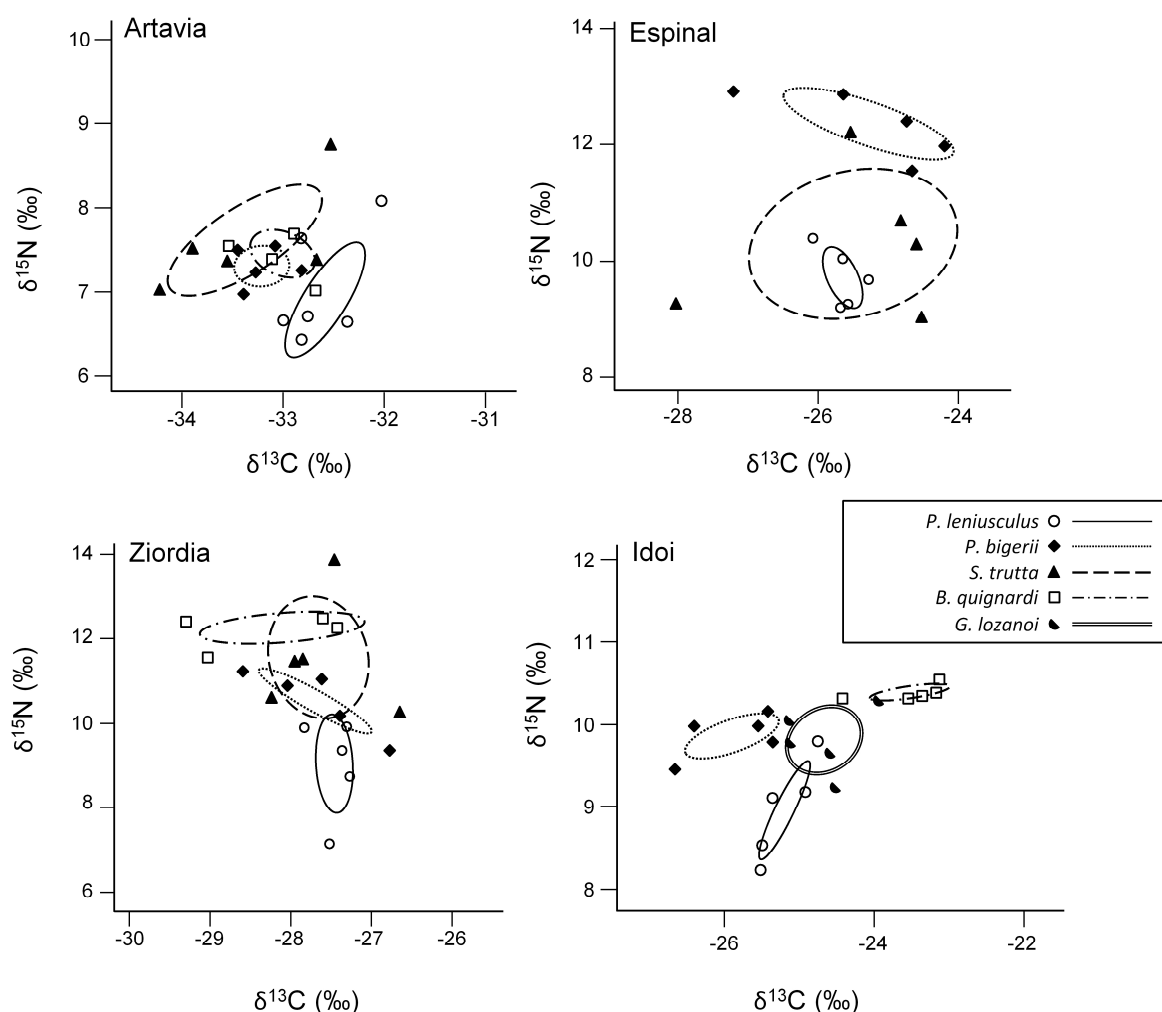 Artavia
10
9
8
7
6
δ15N (‰)
-34
-33
-32
-31
δ13C (‰)
Espinal
14
12
10
8
δ15N (‰)
-28
-26
-24
δ13C (‰)
Ziordia
14
12
10
8
6
δ15N (‰)
-30
-29
-28
-27
-26
δ13C (‰)
P. leniusculus
P. bigerii
S. trutta
B. quignardi
G. lozanoi
Idoi
12
11
10
9
8
δ15N (‰)
-26
-24
-22
δ13C (‰)